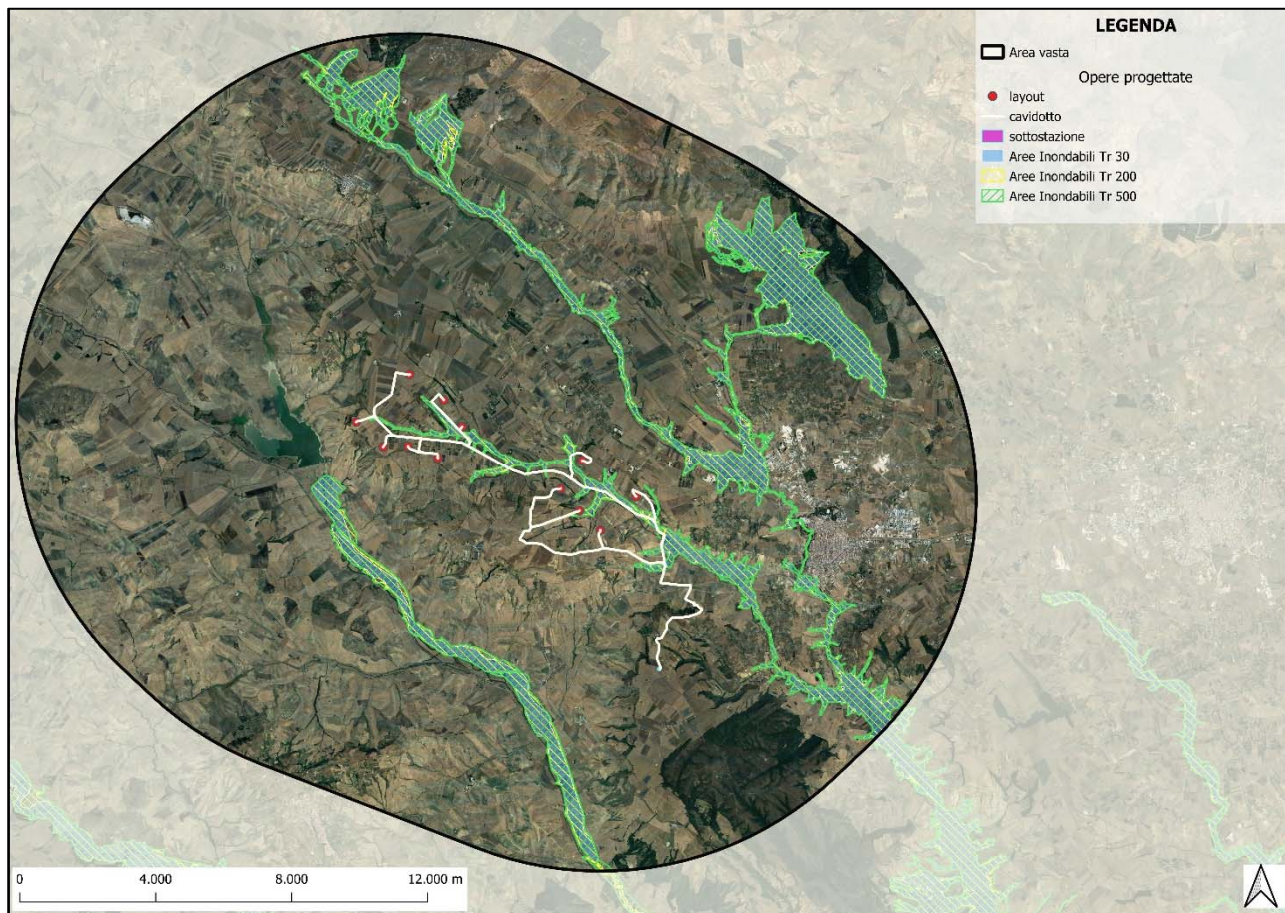 LEGENDA
Area vasta
Opere progettate
layout
cavidotto
sottostazione
Aree Inondabili Tr 30
Aree Inondabili Tr 200
Aree Inondabili Tr 500
0 4.000 8.000 12.000 m